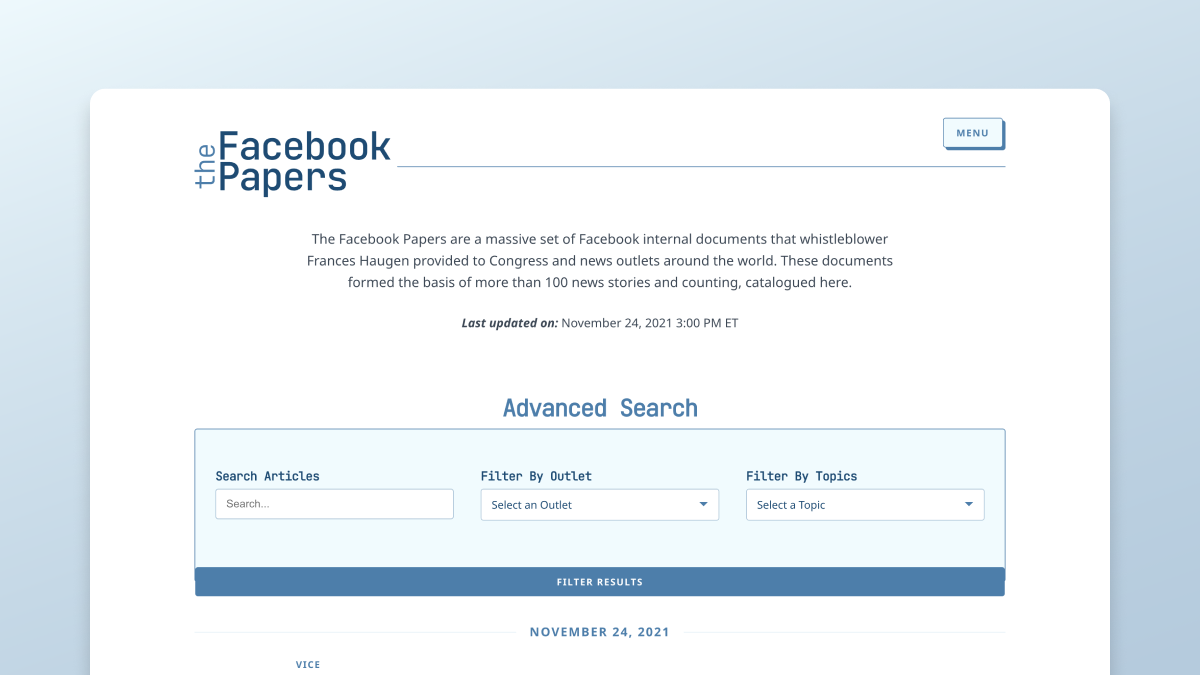 the
Facebook
Papers
MENU
The Facebook Papers are a massive set of Facebook internal documents that whistleblower
Frances Haugen provided to Congress and news outlets around the world. These documents
formed the basis of more than 100 news stories and counting, catalogued here.
Last updated on: November 24, 2021 3:00 PM ET
Advanced Search
Search Articles
Search...
Filter By Outlet
Select an Outlet
Filter By Topics
Select a Topic
FILTER RESULTS
NOVEMBER 24, 2021
VICE